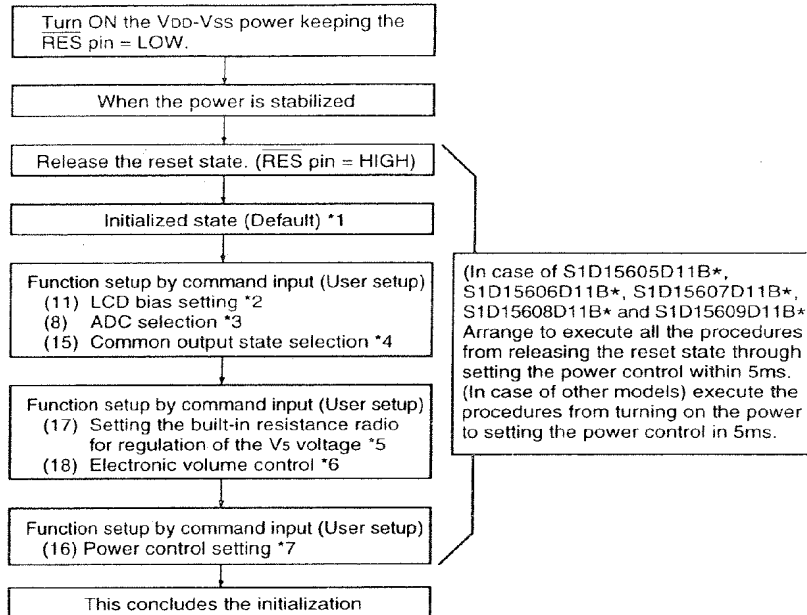 Turn ON the VDD-VSS power keeping the
RES pin = LOW.
When the power is stabilized
Release the reset state. (RES pin = HIGH)
Initialized state (Default) *1
Function setup by command input (User setup)
(11) LCD bias setting *2
(8) ADC selection *3
(15) Common output state selection *4
Function setup by command input (User setup)
(17) Setting the built-in resistance radio
for regulation of the V5 voltage *5
(18) Electronic volume control *6
Function setup by command input (User setup)
(16) Power control setting *7
This concludes the initialization
(In case of S1D15605D11B*,
S1D15606D11B*, S1D15607D11B*,
S1D15608D11B* and S1D15609D11B*
Arrange to execute all the procedures
from releasing the reset state through
setting the power control within 5ms.
(In case of other models) execute the
procedures from turning on the power
to setting the power control in 5ms.